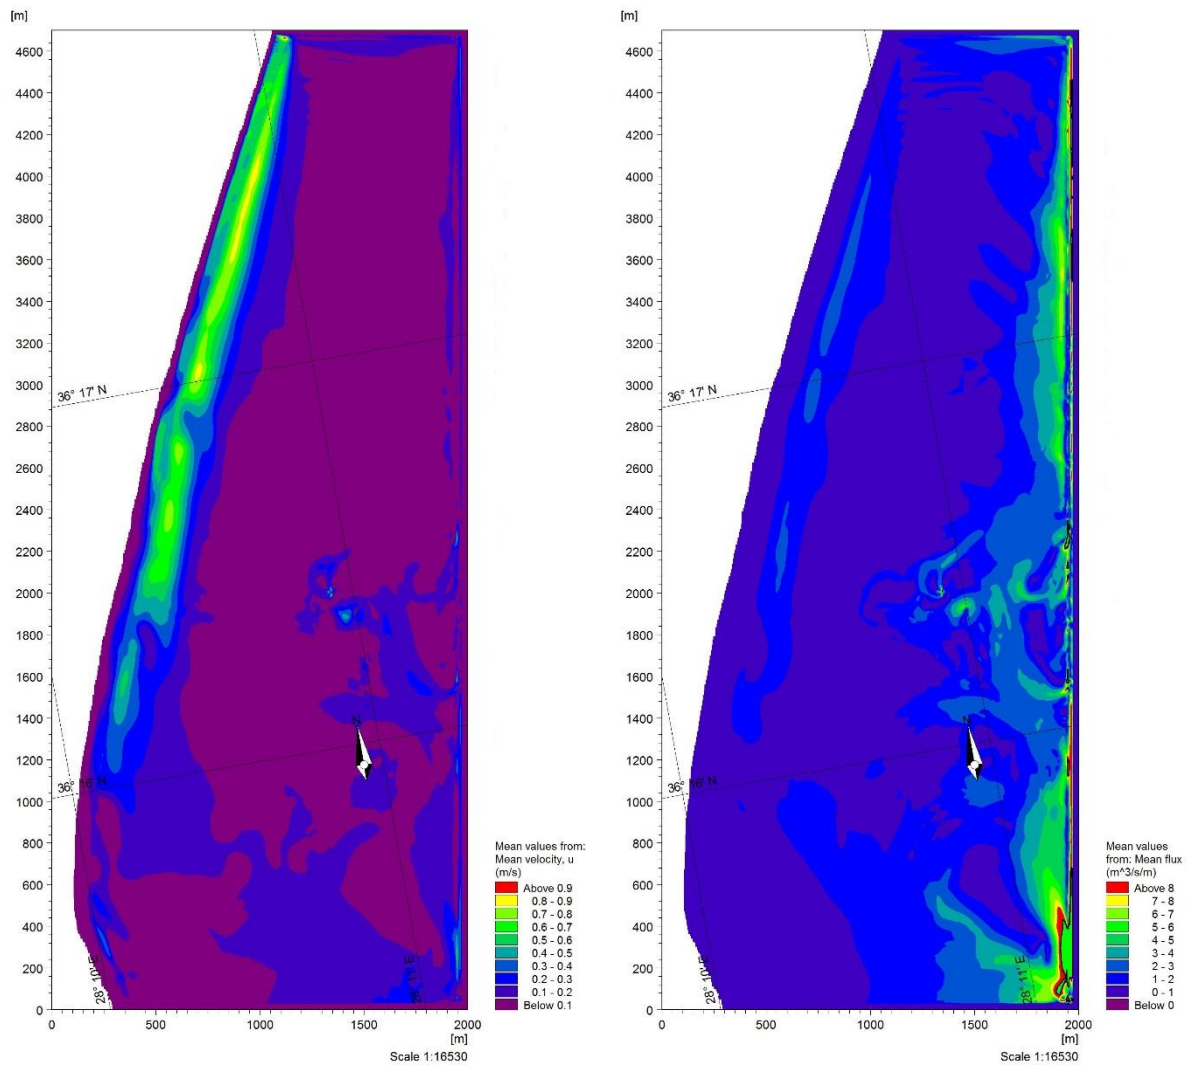 [m]
4600
4400
4200
4000
3800
3600
3400
3200
3000
2800
2600
2400
2200
2000
1800
1600
1400
1200
1000
800
600
400
200
0
36° 17' N
36° 16' N
28° 10' E
28° 11' E
N
0 500 1000 1500 2000
[m]
Scale 1:16530
Mean values from:
Mean velocity, u
(m/s)
Above 0.9
0.8 - 0.9
0.7 - 0.8
0.6 - 0.7
0.5 - 0.6
0.4 - 0.5
0.3 - 0.4
0.2 - 0.3
0.1 - 0.2
Below 0.1
[m]
4600
4400
4200
4000
3800
3600
3400
3200
3000
2800
2600
2400
2200
2000
1800
1600
1400
1200
1000
800
600
400
200
0
36° 17' N
36° 16' N
28° 10' E
28° 11' E
N
0 500 1000 1500 2000
[m]
Scale 1:16530
Mean values
from: Mean flux
(m^3/s/m)
Above 8
7 - 8
6 - 7
5 - 6
4 - 5
3 - 4
2 - 3
1 - 2
0 - 1
Below 0